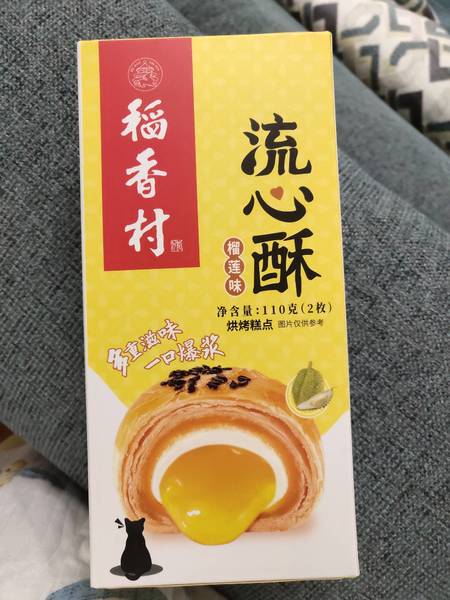 稻香村
流心酥
榴莲味
净含量:110克(2枚)
烘烤糕点 图片仅供参考
多重滋味
一口爆浆